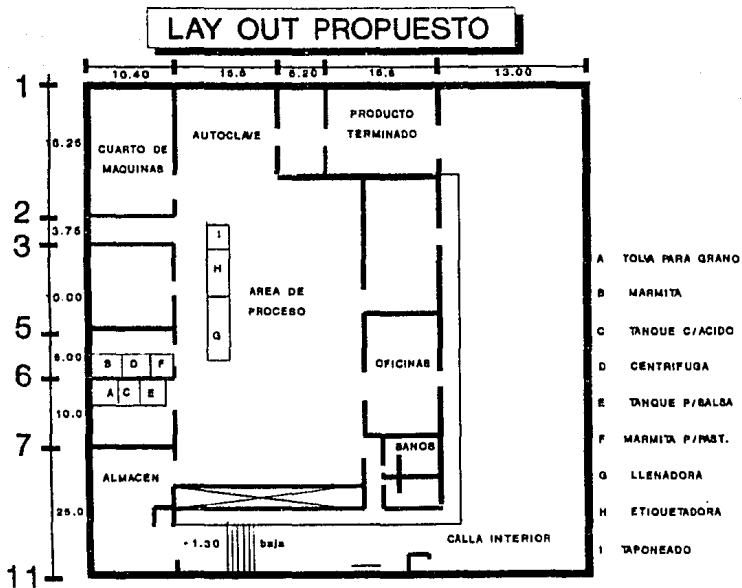 LAY OUT PROPUESTO
10.40 15.6 5.20 15.6 13.00
1
PRODUCTO
TERMINADO
AUTOCLAVE
CUARTO DE
MAQUINAS
2
3.75
3
I
H
G
AREA DE
PROCESO
10.00
5
OFICINAS
B D F
6
A C E
10.0
7
BANOS
ALMACEN
25.0
-1.30
baja
CALLA INTERIOR
11
A TOLVA PARA GRANO
B MARMITA
C TANQUE C/ACIDO
D CENTRIFUGA
E TANQUE P/SALSA
F MARMITA P/PAST.
G LLENADORA
H ETIQUETADORA
I TAPONEADO